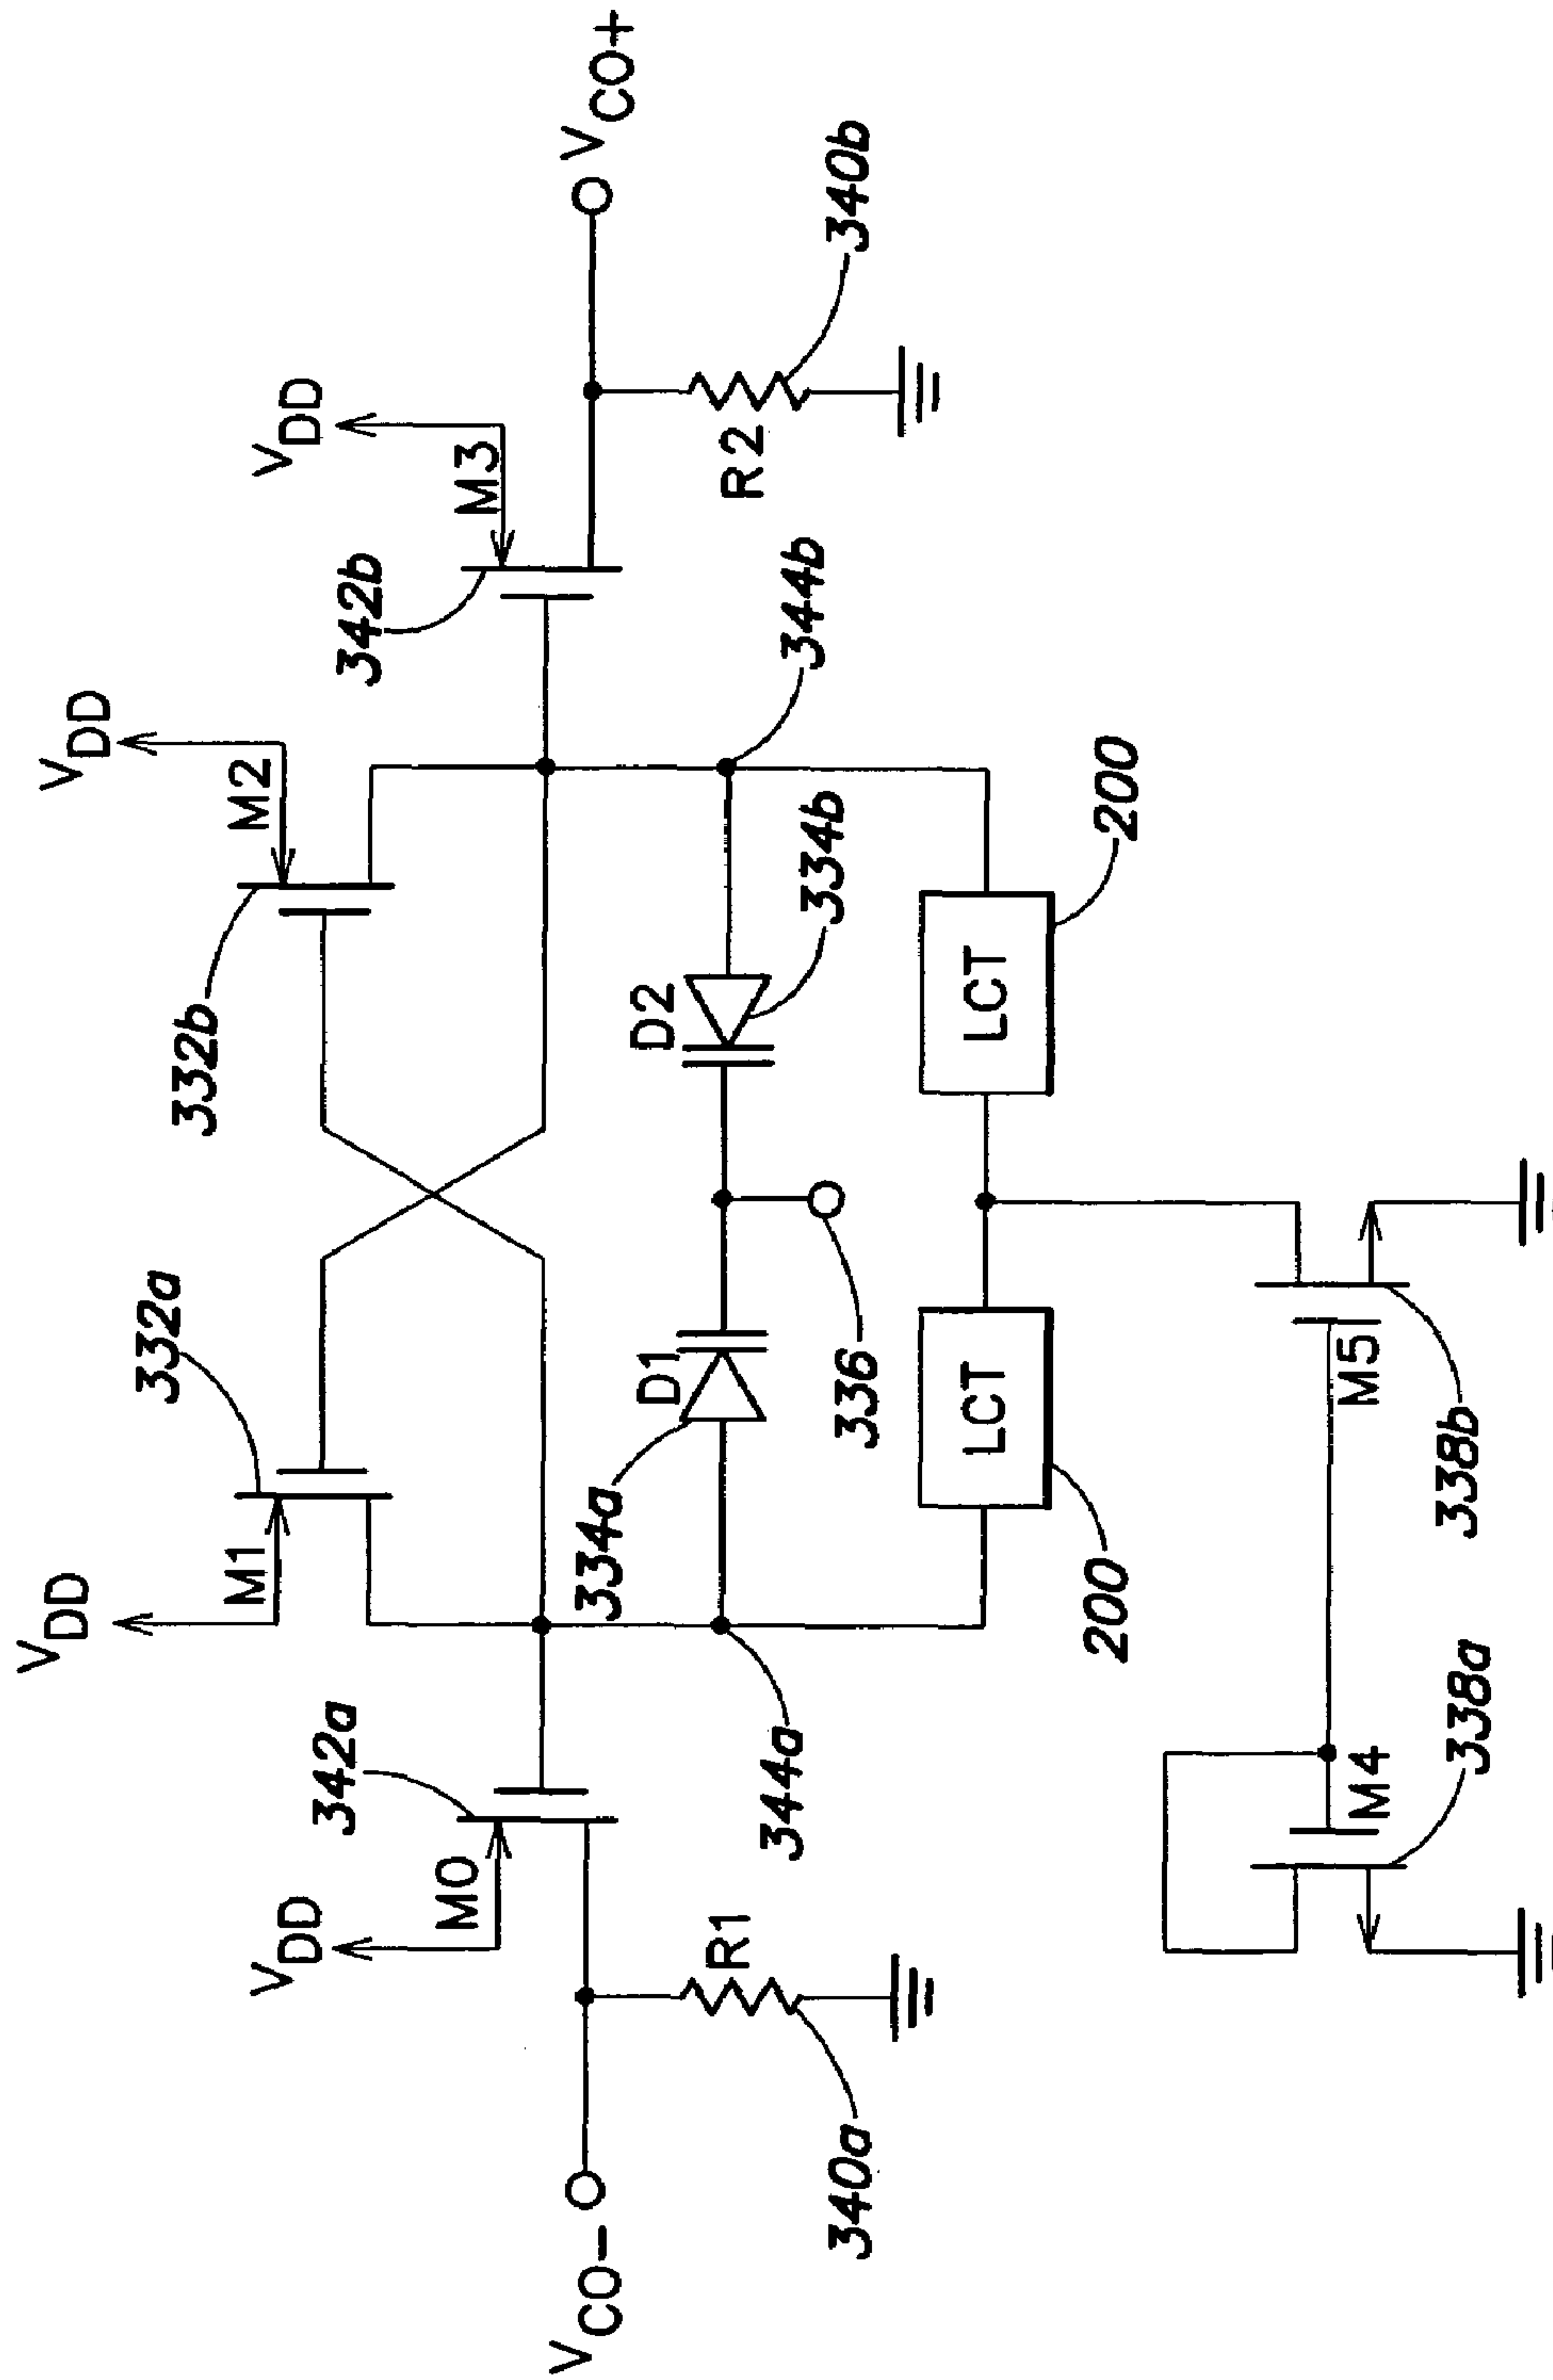 VDD
VDD
332a
332b
M1
M2
VDD
VDD
342a
342b
M0
M3
VCO-
VCO+
R1
R2
340a
340b
334a
D1
D2
334b
344a
344b
336
LCT
LCT
200
200
M4
M5
338a
338b